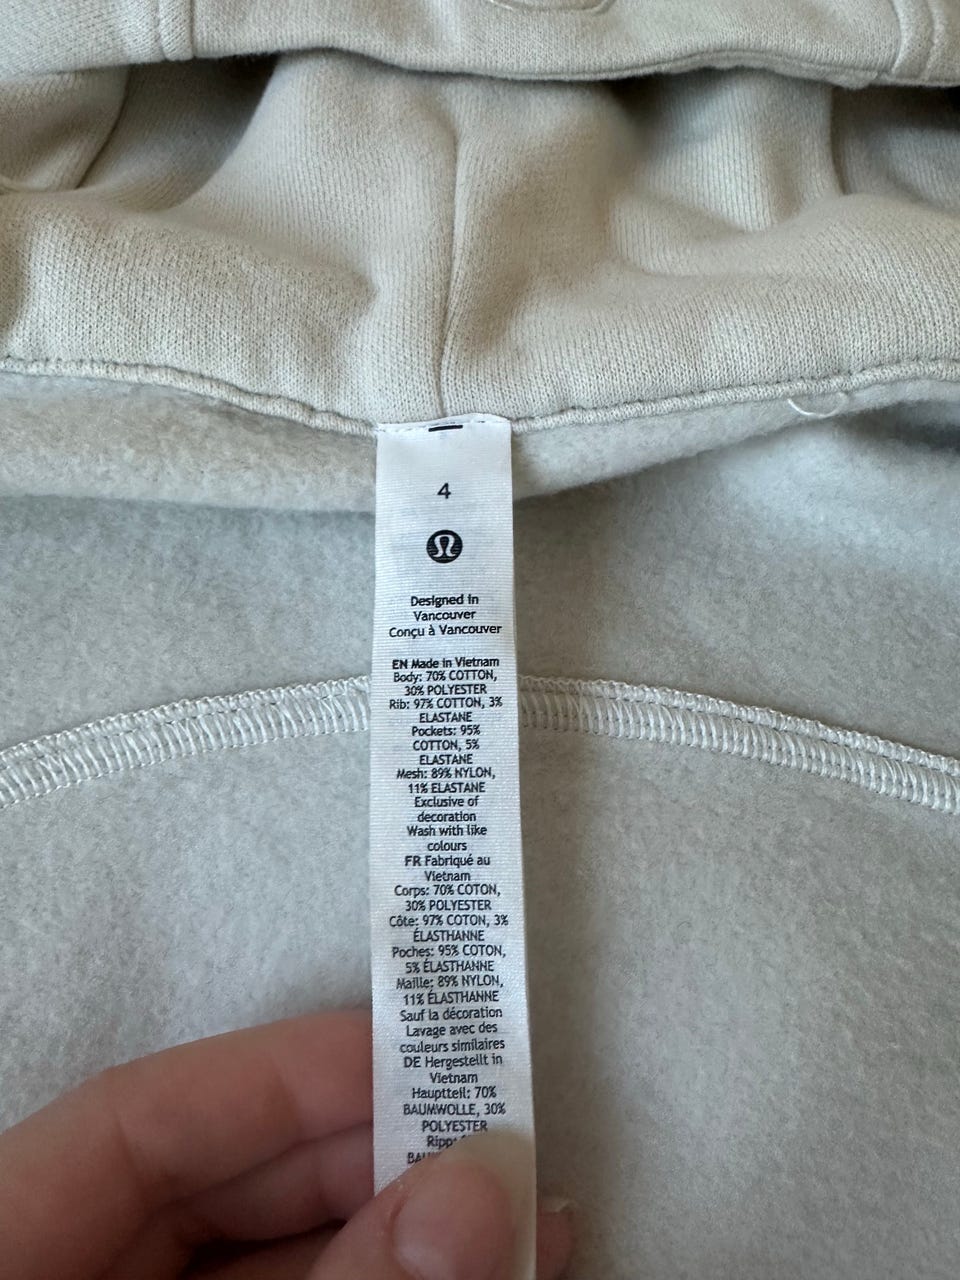 4
Designed in
Vancouver
Conçu à Vancouver
EN Made in Vietnam
Body: 70% COTTON,
30% POLYESTER
Rib: 97% COTTON, 3%
ELASTANE
Pockets: 95%
COTTON, 5%
ELASTANE
Mesh: 89% NYLON,
11% ELASTANE
Exclusive of
decoration
Wash with like
colours
FR Fabriqué au
Vietnam
Corps: 70% COTON,
30% POLYESTER
Côte: 97% COTON, 3%
ÉLASTHANNE
Poches: 95% COTON,
5% ÉLASTHANNE
Maille: 89% NYLON,
11% ÉLASTHANNE
Sauf la décoration
Lavage avec des
couleurs similaires
DE Hergestellt in
Vietnam
Hauptteil: 70%
BAUMWOLLE, 30%
POLYESTER
Ripp: